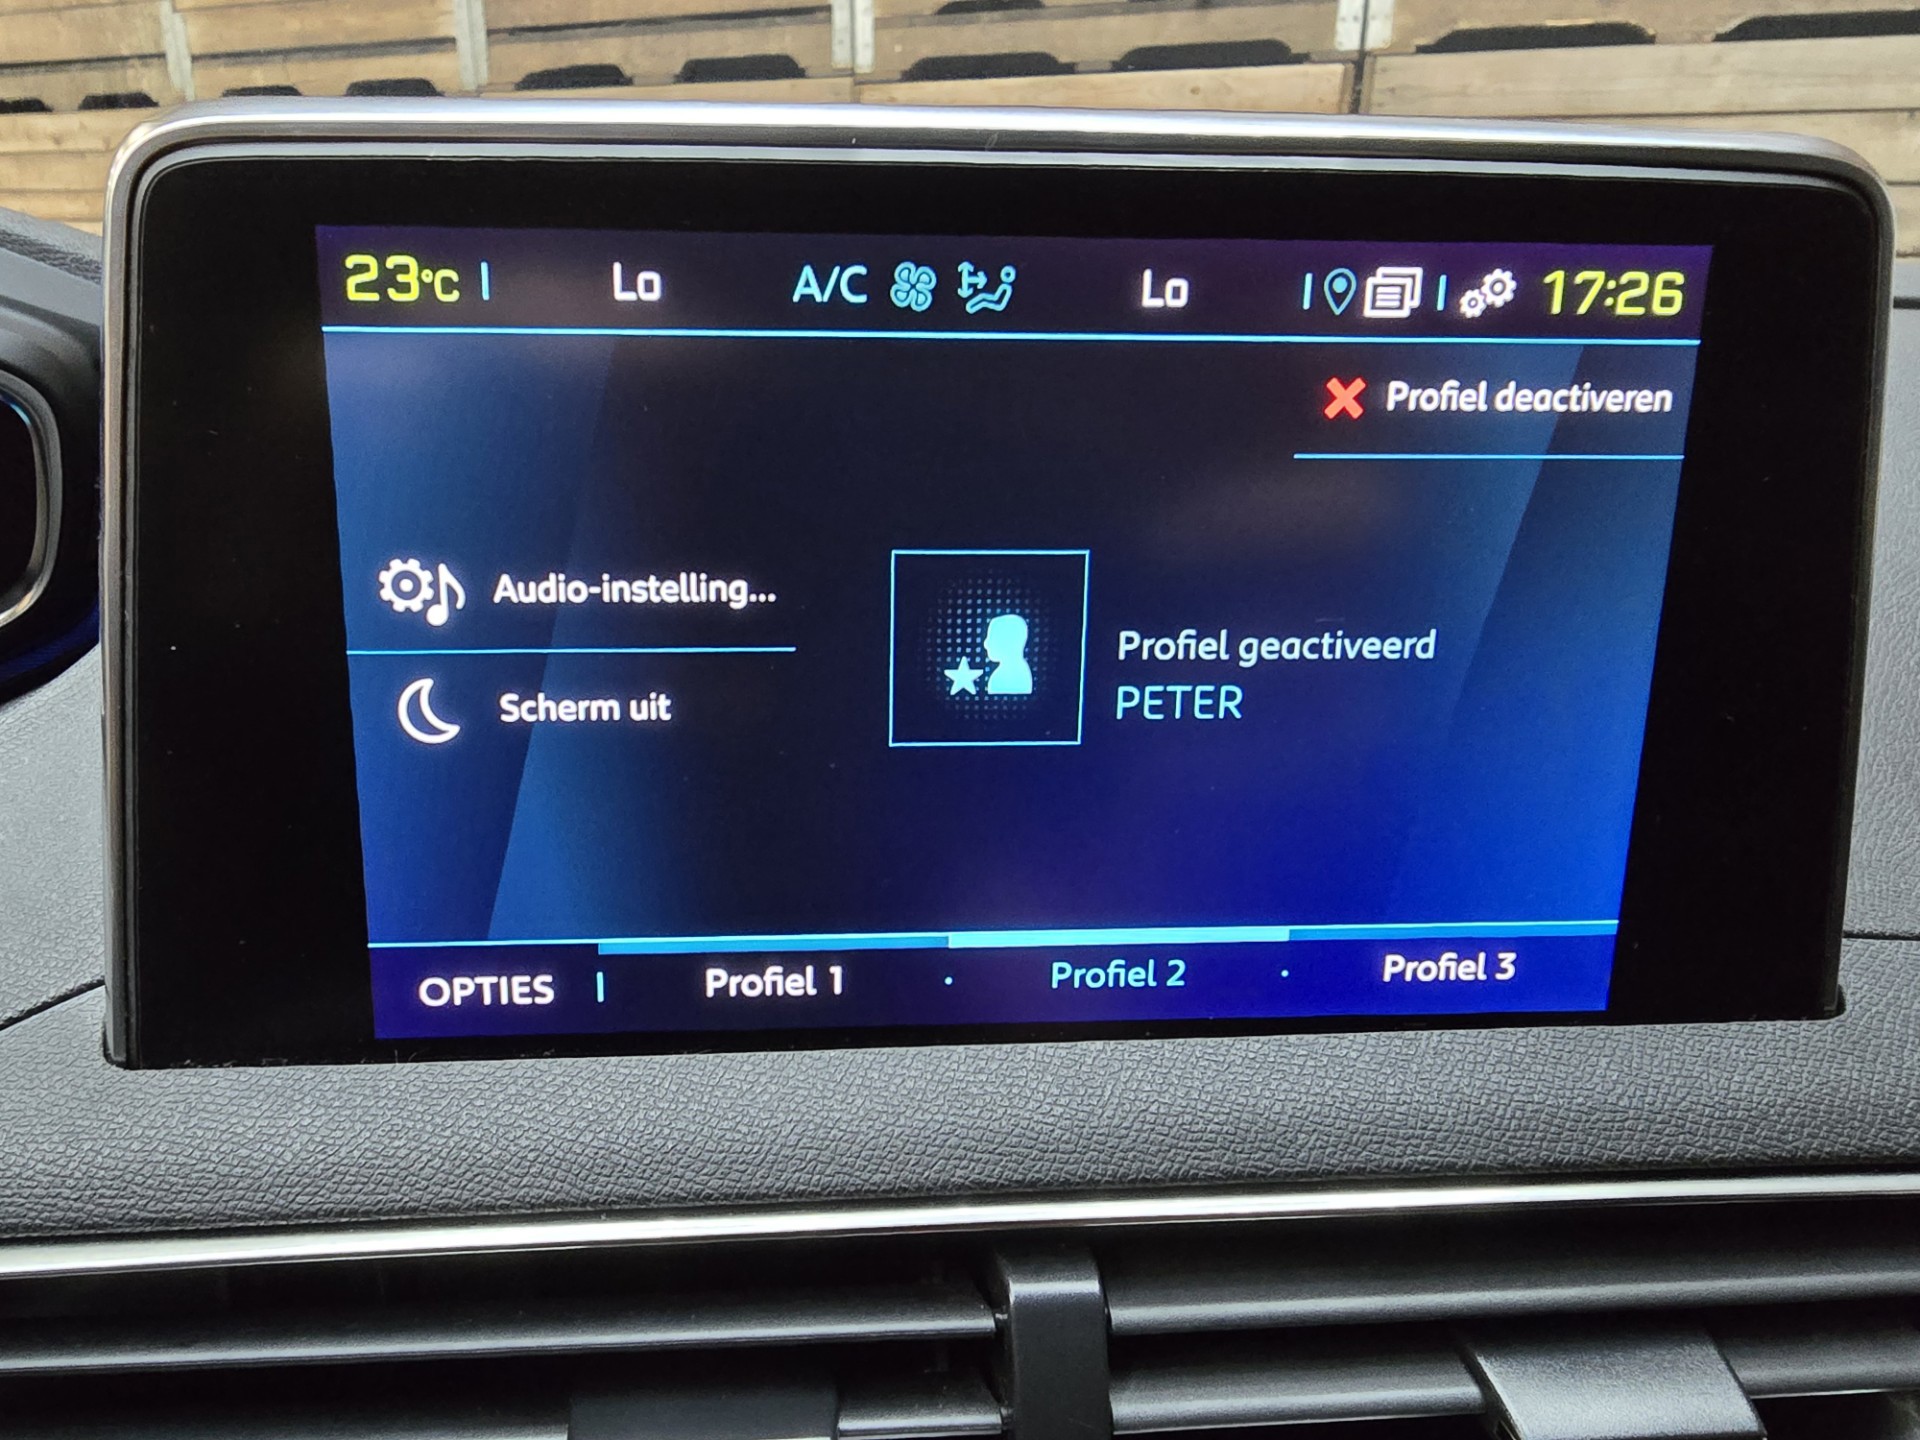 23°C Lo A/C Lo 17:26
Profiel deactiveren
Audio-instelling...
Scherm uit
Profiel geactiveerd
PETER
OPTIES Profiel 1 · Profiel 2 · Profiel 3